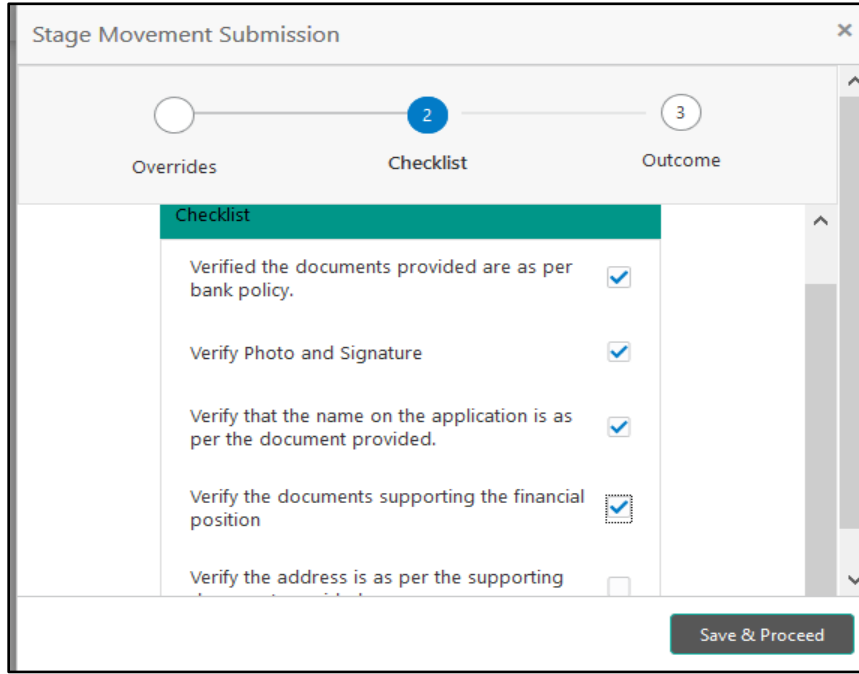 Stage Movement Submission
2
3
Overrides
Checklist
Outcome
Checklist
Verified the documents provided are as per
bank policy.
Verify Photo and Signature
Verify that the name on the application is as
per the document provided.
Verify the documents supporting the financial
position
Verify the address is as per the supporting
Save & Proceed